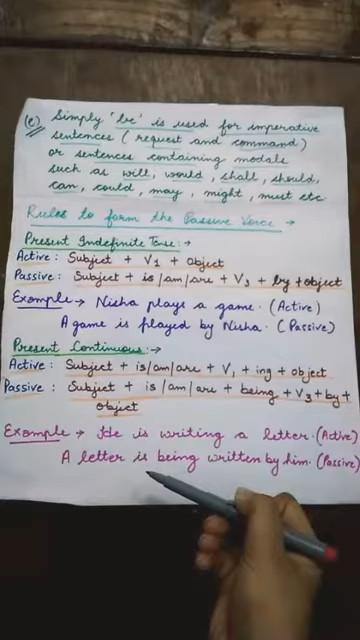 (e) Simply 'be' is used for imperative
sentences (request and command)
or sentences containing modals
such as will, would, shall, should,
can, could, may, might, must etc
Rules to form the Passive Voice →
Present Indefinite Tense :→
Active : Subject + V1 + object
Passive : Subject + is/am/are + V3 + by + object
Example → Nisha plays a game. (Active)
A game is played by Nisha. (Passive)
Present Continuous :→
Active : Subject + is/am/are + V1 + ing + object
Passive : Subject + is/am/are + being + V3 + by +
object
Example → He is writing a letter. (Active)
A letter is being written by him. (Passive)